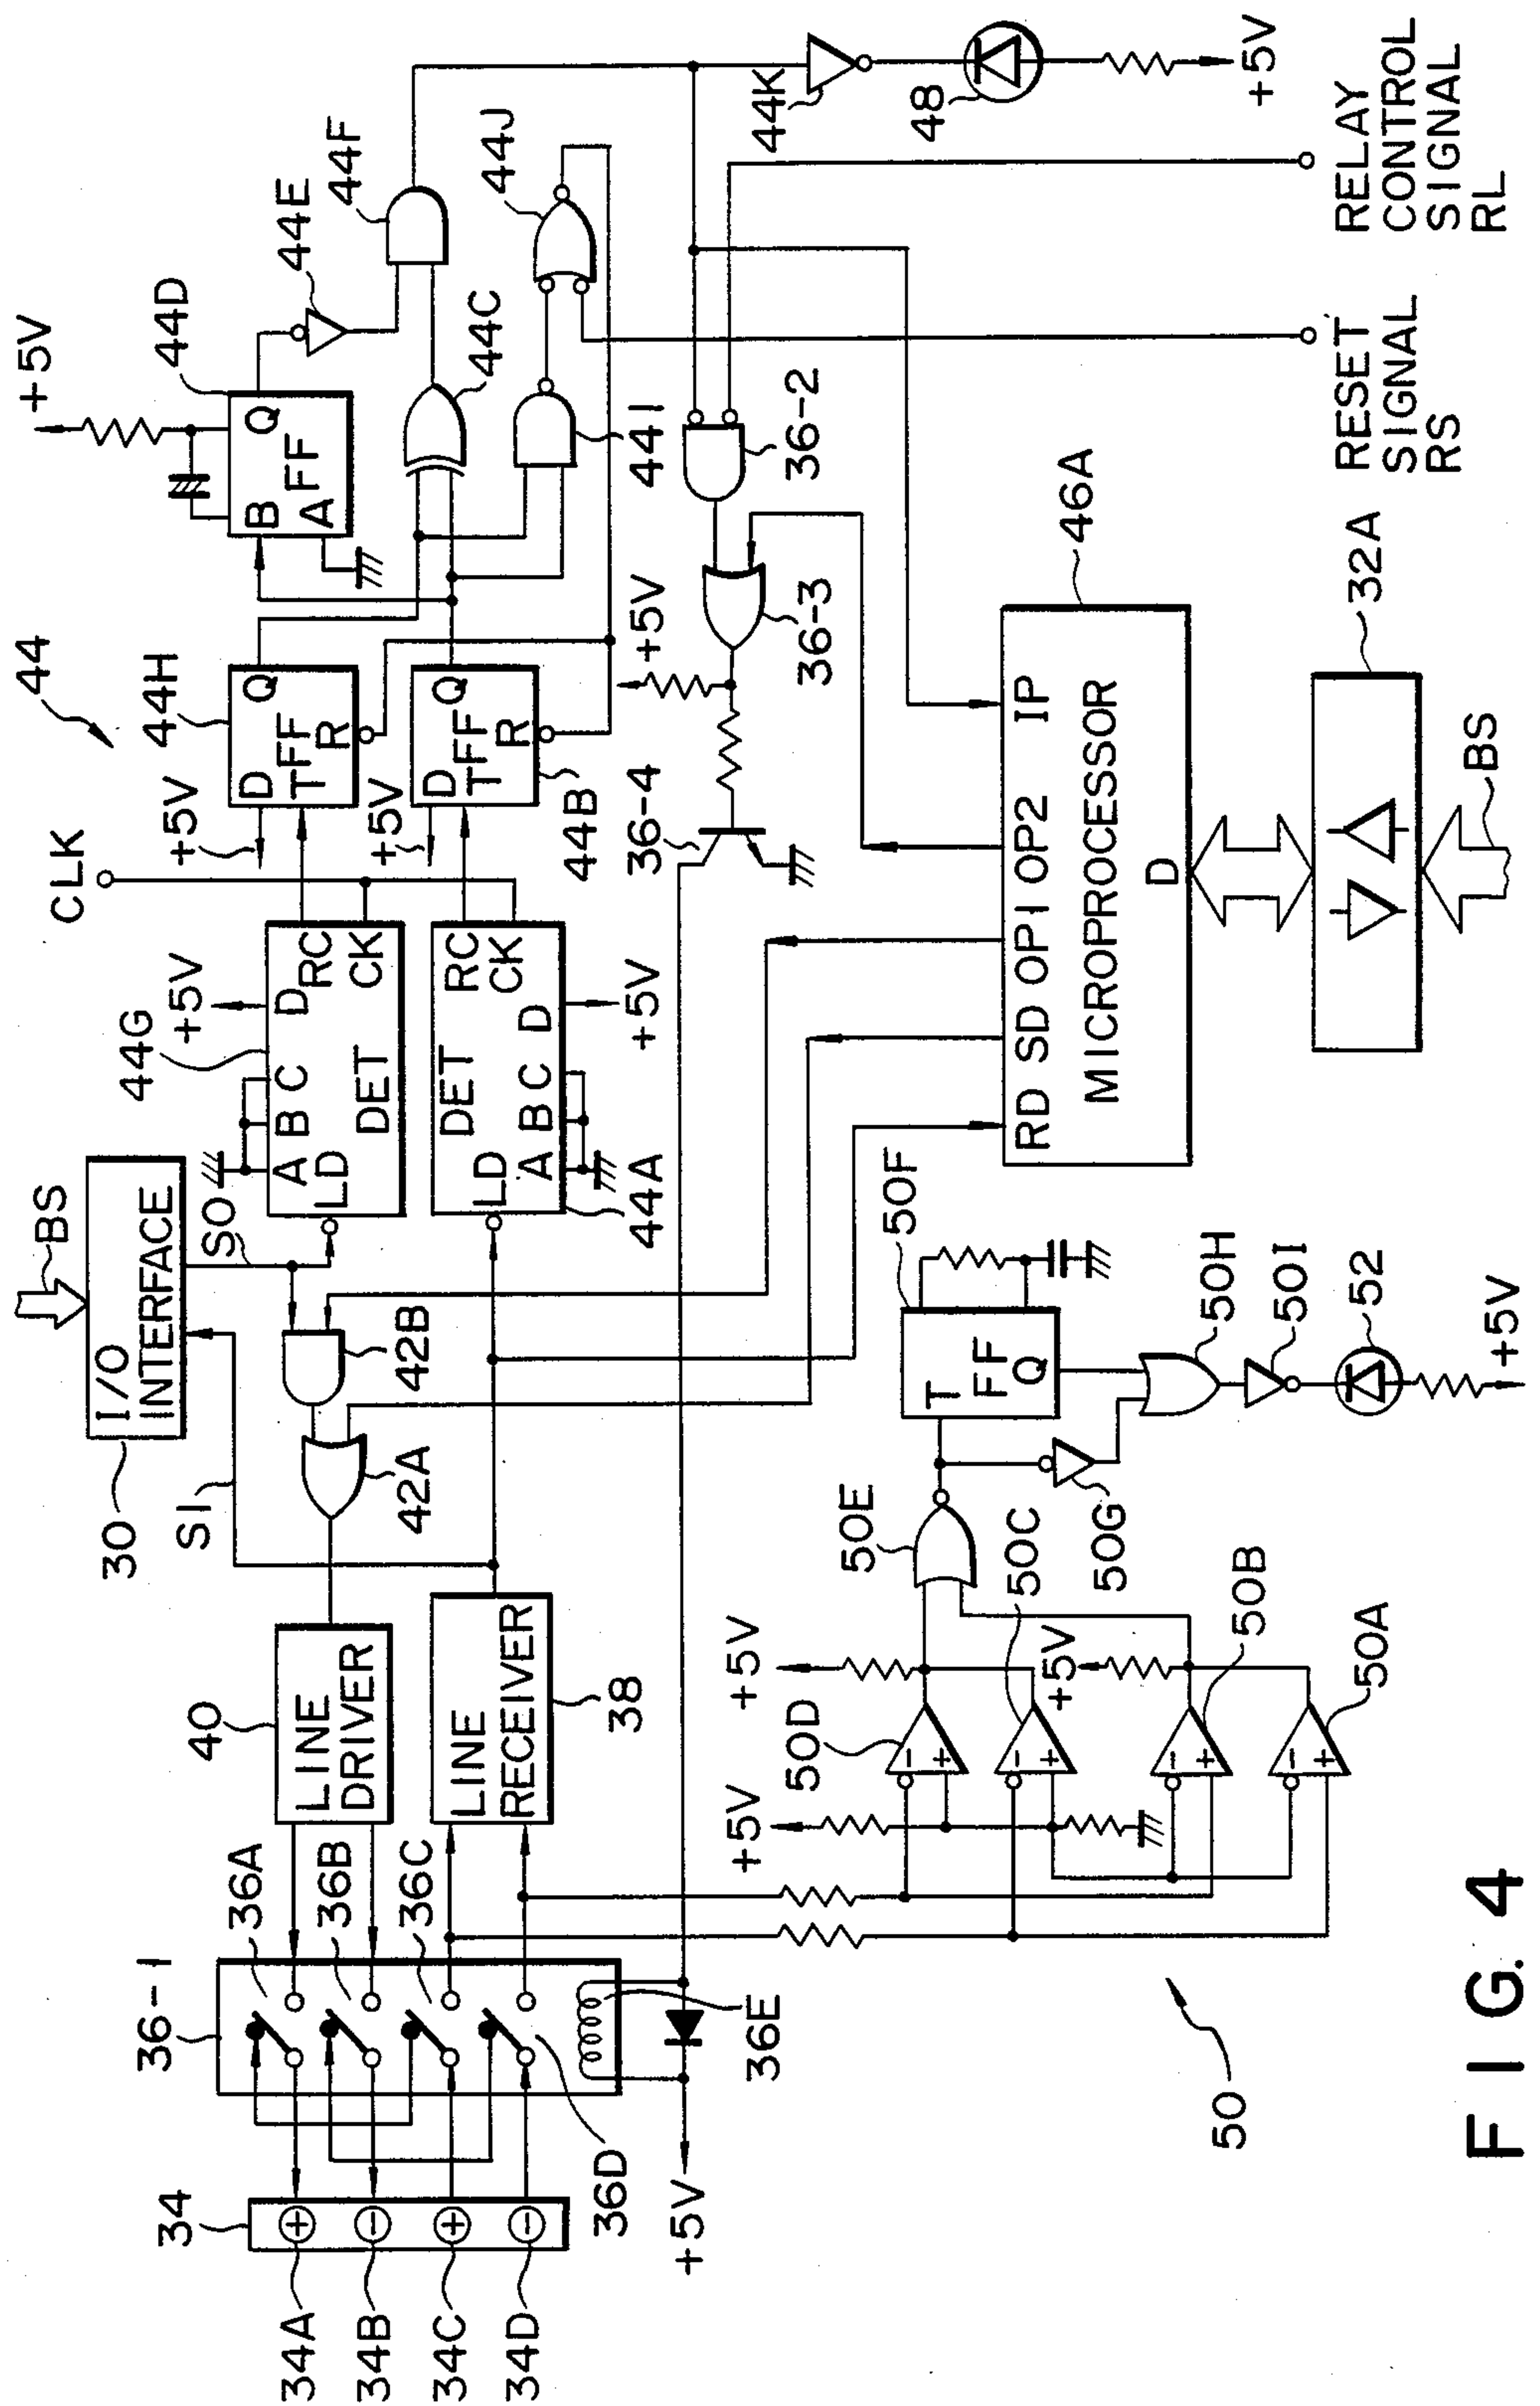 44
+5V
44D
44E
44F
44J
44K
48
+5V
B
Q
FF
A
44C
44I
CLK
+5V
44H
D
Q
T
FF
R
+5V
D
Q
T
FF
R
44B
36-2
36-3
+5V
36-4
RELAY
CONTROL
SIGNAL
RL
RESET
SIGNAL
RS
BS
30
I/O
INTERFACE
SO
SI
44G
+5V
A
B
C
D
LD
RC
CK
DET
DET
LD
RC
CK
A
B
C
D
44A
+5V
42B
42A
46A
RD
SD
OP1
OP2
IP
MICROPROCESSOR
D
32A
BS
40
LINE
DRIVER
LINE
RECEIVER
38
36-1
36A
36B
36C
36D
36E
+5V
34
+
−
+
−
34A
34B
34C
34D
50
+5V
+5V
+5V
50D
50C
50B
50A
−
+
−
+
−
+
−
+
50E
50F
T
FF
Q
50G
50H
50I
52
+5V
FIG. 4